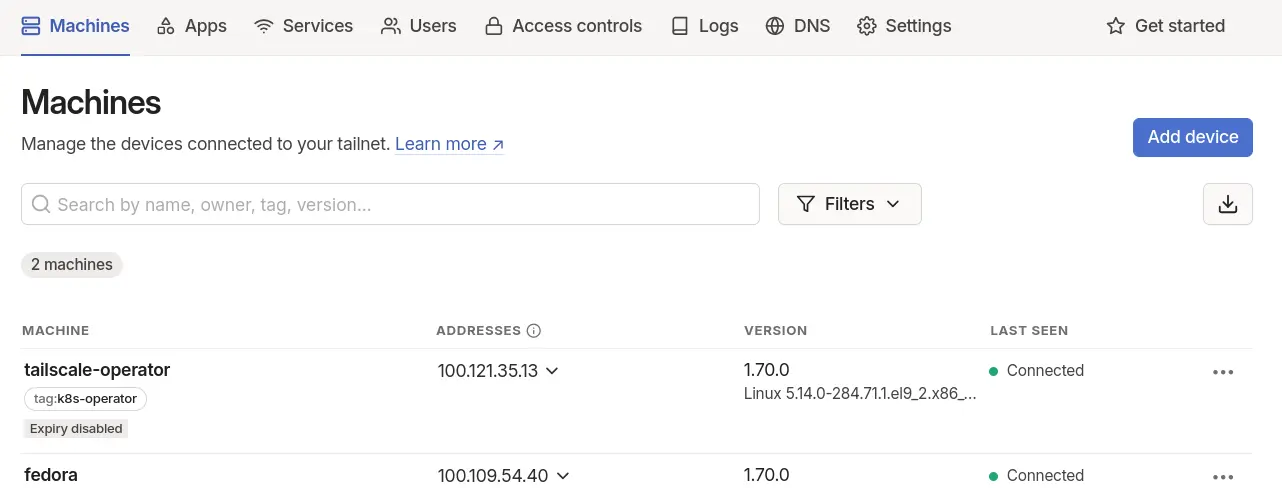 Machines Apps Services Users Access controls Logs DNS Settings Get started
Machines
Manage the devices connected to your tailnet. Learn more ↗
Add device
Search by name, owner, tag, version...
Filters
2 machines
MACHINE ADDRESSES VERSION LAST SEEN
tailscale-operator 100.121.35.13 1.70.0 Connected
Linux 5.14.0-284.71.1.el9_2.x86_...
tag:k8s-operator
Expiry disabled
fedora 100.109.54.40 1.70.0 Connected